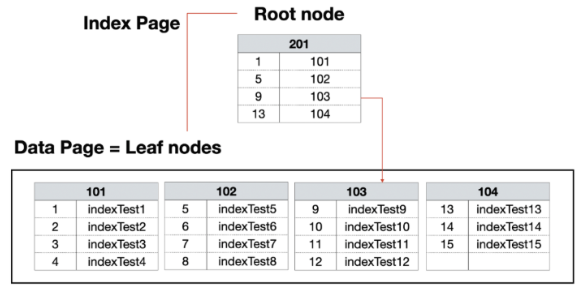 Index Page
Root node
201
1 101
5 102
9 103
13 104
Data Page = Leaf nodes
101 102 103 104
1 indexTest1 5 indexTest5 9 indexTest9 13 indexTest13
2 indexTest2 6 indexTest6 10 indexTest10 14 indexTest14
3 indexTest3 7 indexTest7 11 indexTest11 15 indexTest15
4 indexTest4 8 indexTest8 12 indexTest12